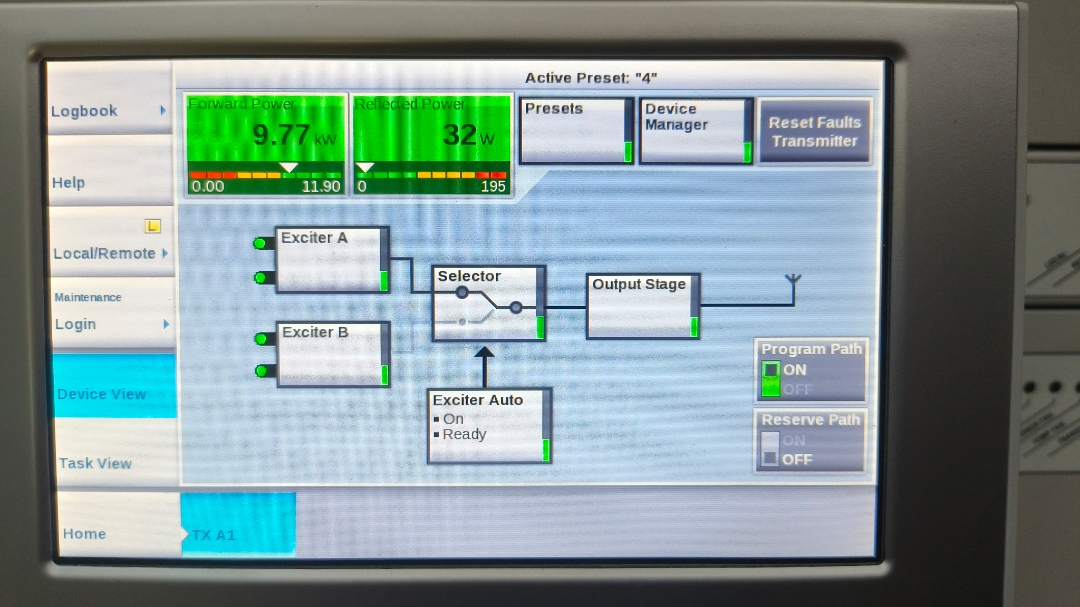 Active Preset: "4"
Logbook
Help
L
Local/Remote
Maintenance
Login
Device View
Task View
Home
TX A1
Forward Power
9.77 kW
0.00 11.90
Reflected Power
32 W
0 195
Presets
Device
Manager
Reset Faults
Transmitter
Exciter A
Exciter B
Selector
Output Stage
Exciter Auto
On
Ready
Program Path
ON
OFF
Reserve Path
ON
OFF